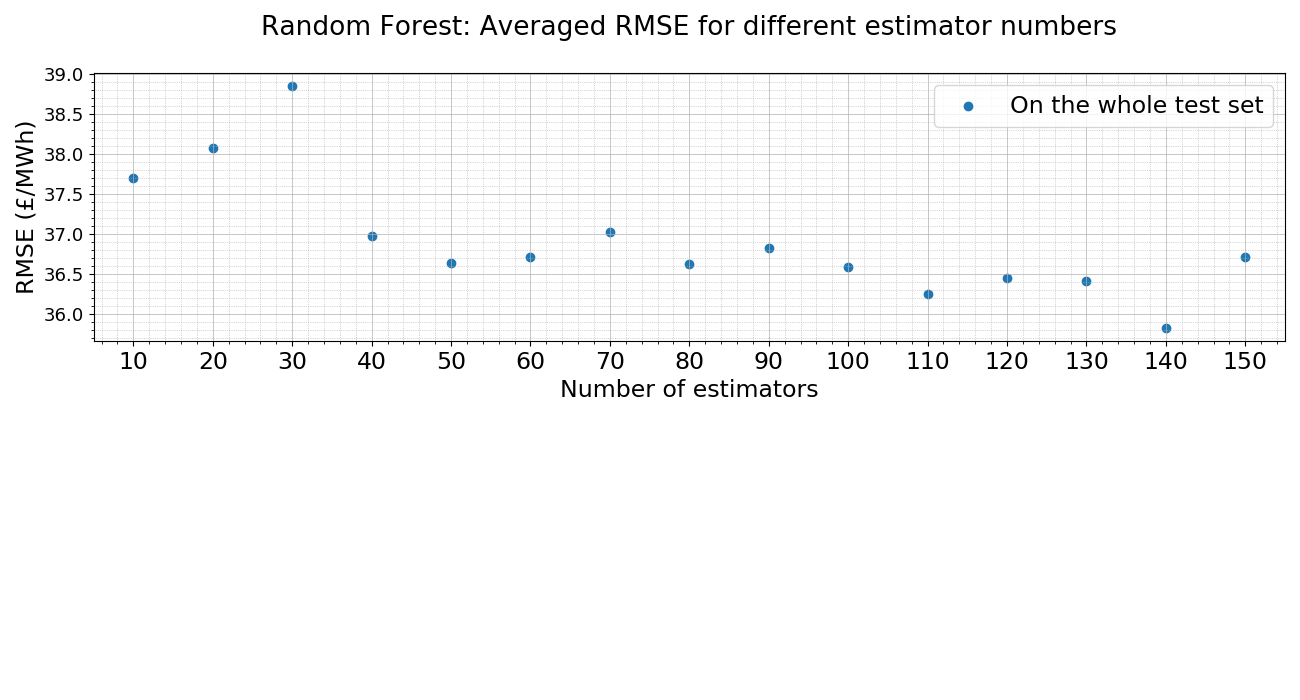 Random Forest: Averaged RMSE for different estimator numbers
39.0
38.5
38.0
37.5
37.0
36.5
36.0
RMSE (£/MWh)
On the whole test set
10 20 30 40 50 60 70 80 90 100 110 120 130 140 150
Number of estimators